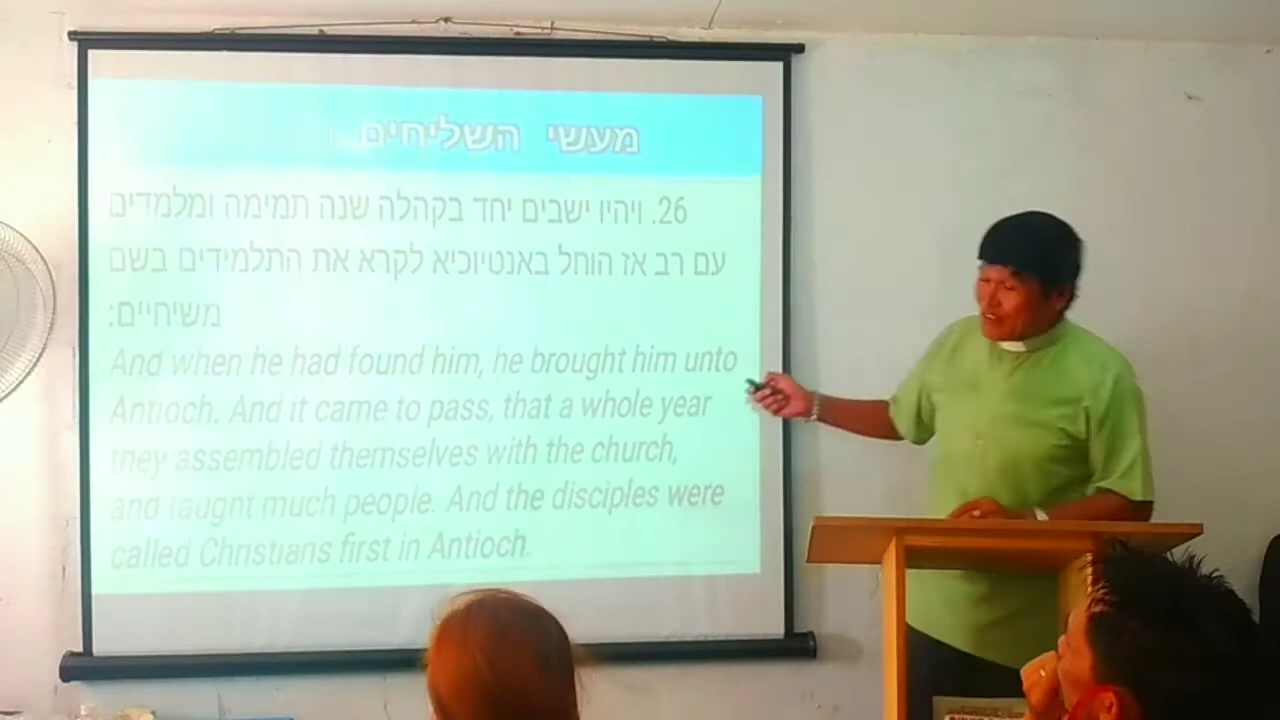 מעשי השליחים
26. ויהיו ישבים יחד בקהלה שנה תמימה ומלמדים
עם רב אז הוחל באנטיוכיא לקרא את התלמידים בשם
משיחיים:
And when he had found him, he brought him unto
Antioch. And it came to pass, that a whole year
they assembled themselves with the church,
and taught much people. And the disciples were
called Christians first in Antioch.